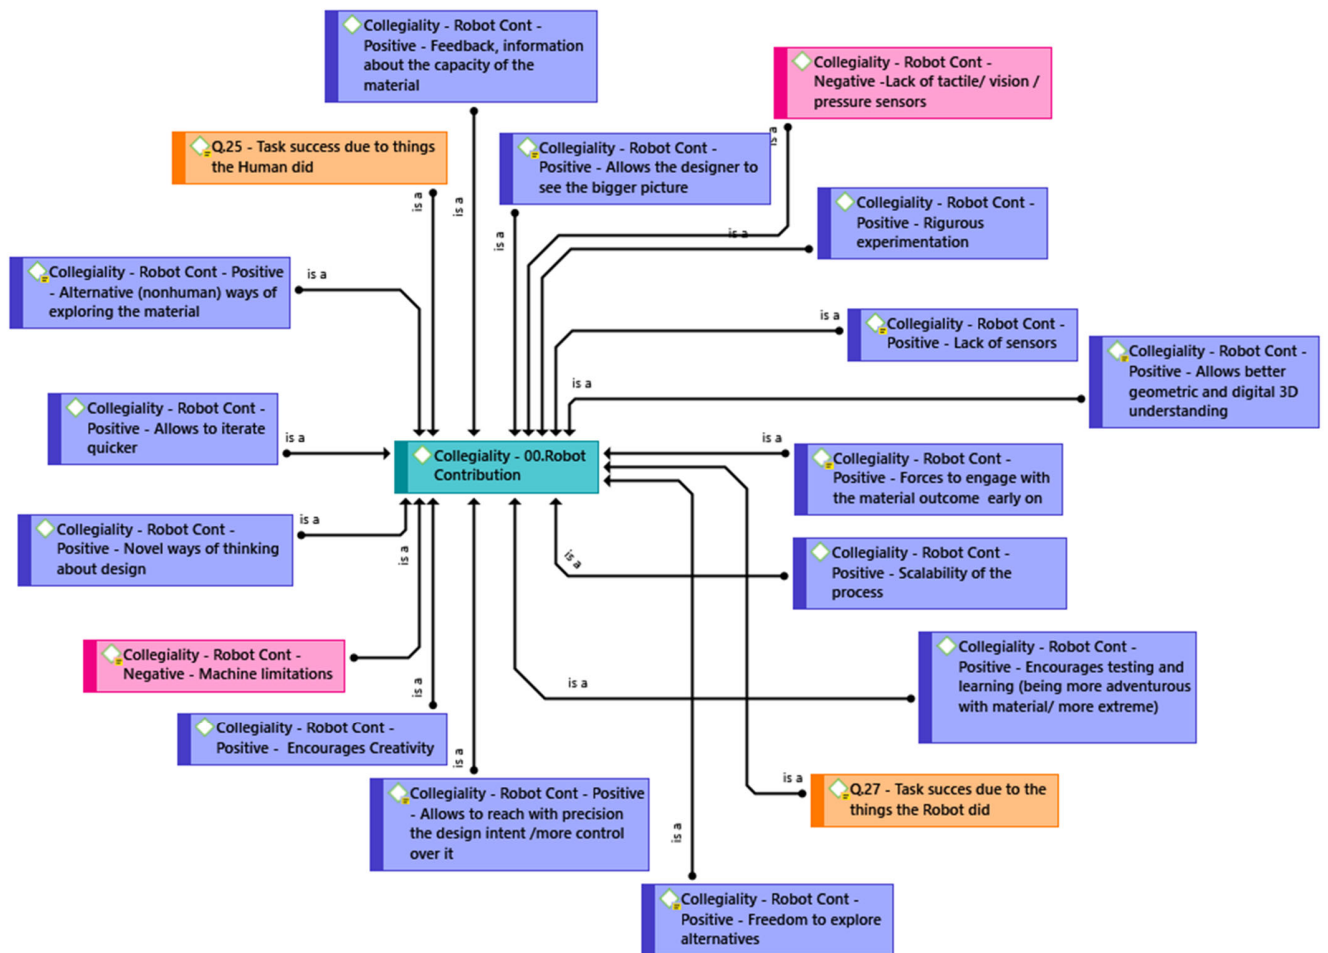 Collegiality - Robot Cont -
Positive - Feedback, information
about the capacity of the
material
Collegiality - Robot Cont -
Negative -Lack of tactile/ vision /
pressure sensors
is a
Q.25 - Task success due to things
the Human did
is a
is a
Collegiality - Robot Cont -
Positive - Allows the designer to
see the bigger picture
is a
Collegiality - Robot Cont -
Positive - Rigurous
experimentation
is a
Collegiality - Robot Cont - Positive
- Alternative (nonhuman) ways of
exploring the material
is a
Collegiality - Robot Cont -
Positive - Lack of sensors
is a
Collegiality - Robot Cont -
Positive - Allows better
geometric and digital 3D
understanding
is a
Collegiality - Robot Cont -
Positive - Allows to iterate
quicker
is a
Collegiality - 00.Robot
Contribution
is a
Collegiality - Robot Cont -
Positive - Forces to engage with
the material outcome early on
Collegiality - Robot Cont -
Positive - Novel ways of thinking
about design
is a
is a
is a
Collegiality - Robot Cont -
Positive - Scalability of the
process
Collegiality - Robot Cont -
Negative - Machine limitations
is a
is a
Collegiality - Robot Cont -
Positive - Encourages testing and
learning (being more adventurous
with material/ more extreme)
Collegiality - Robot Cont -
Positive - Encourages Creativity
is a
Collegiality - Robot Cont - Positive
- Allows to reach with precision
the design intent /more control
over it
is a
Q.27 - Task succes due to the
things the Robot did
is a
Collegiality - Robot Cont -
Positive - Freedom to explore
alternatives